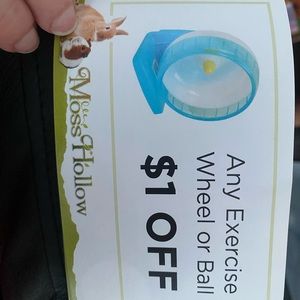 Any Exercise
Wheel or Ball
$1 OFF
Moss Hollow